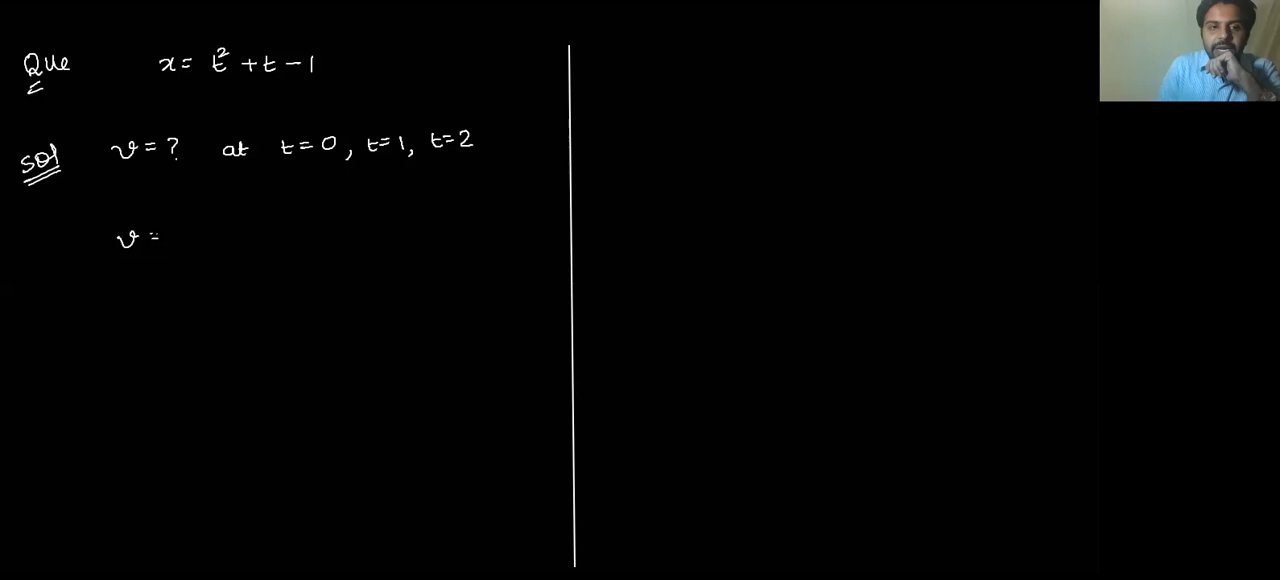 Que x = t² + t - 1
Sol v = ? at t = 0, t = 1, t = 2
v =